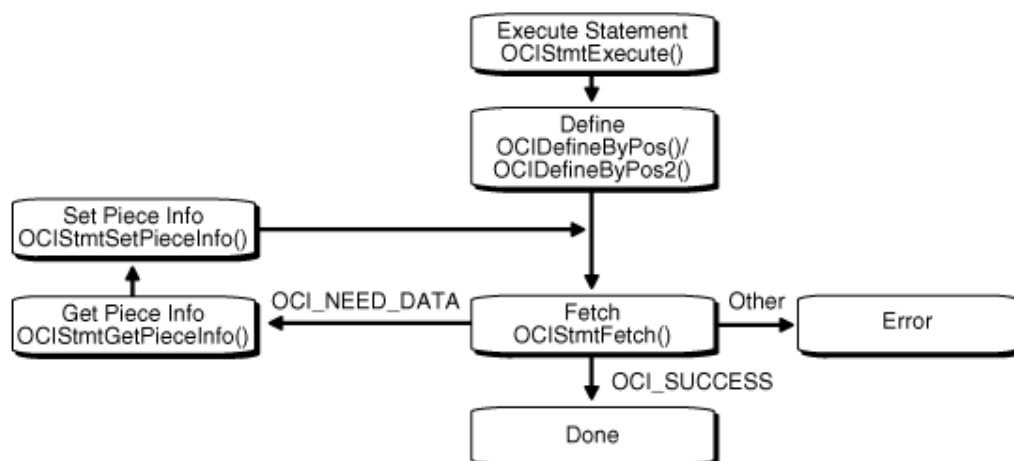 Execute Statement
OCIStmtExecute()
Define
OCIDefineByPos()/
OCIDefineByPos2()
Set Piece Info
OCIStmtSetPieceInfo()
OCI_NEED_DATA
Get Piece Info
OCIStmtGetPieceInfo()
Fetch
OCIStmtFetch()
Other
Error
OCI_SUCCESS
Done